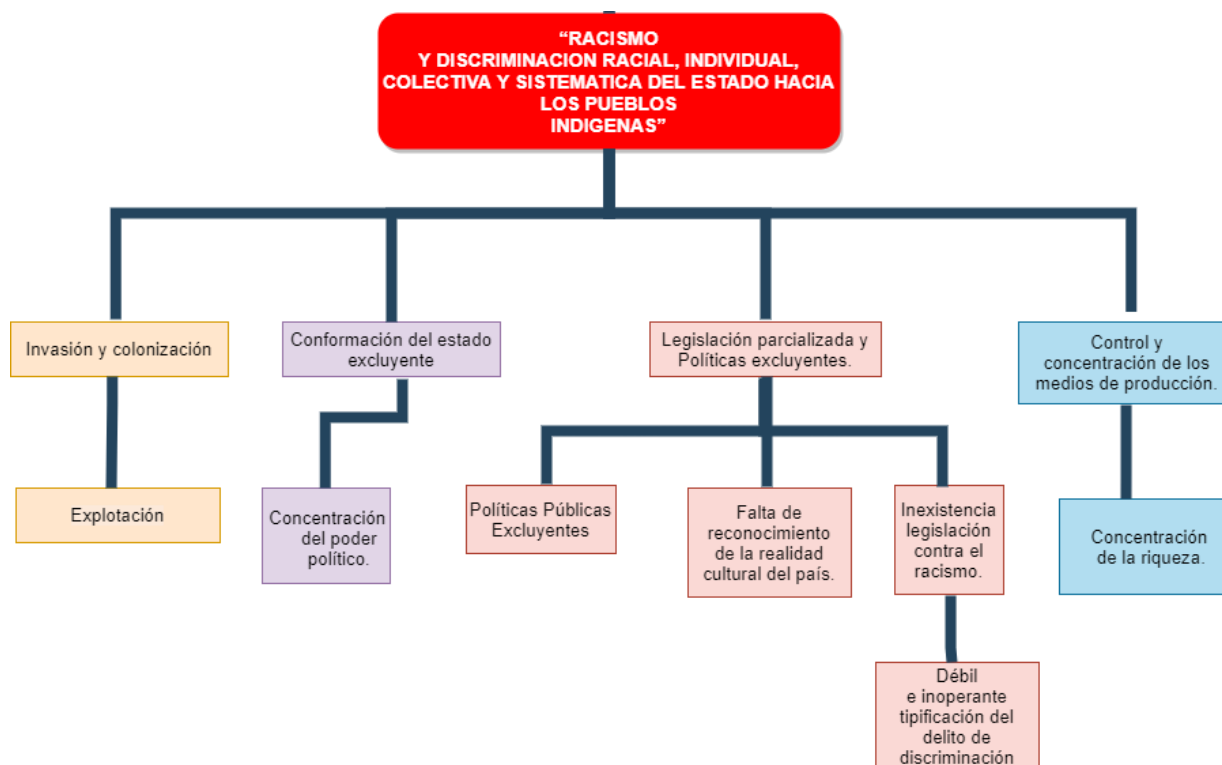 “RACISMO
Y DISCRIMINACION RACIAL, INDIVIDUAL,
COLECTIVA Y SISTEMATICA DEL ESTADO HACIA
LOS PUEBLOS
INDIGENAS”
Invasión y colonización
Conformación del estado
excluyente
Legislación parcializada y
Políticas excluyentes.
Control y
concentración de los
medios de producción.
Explotación
Concentración
del poder
político.
Políticas Públicas
Excluyentes
Falta de
reconocimiento
de la realidad
cultural del país.
Inexistencia
legislación
contra el
racismo.
Concentración
de la riqueza.
Débil
e inoperante
tipificación del
delito de
discriminación